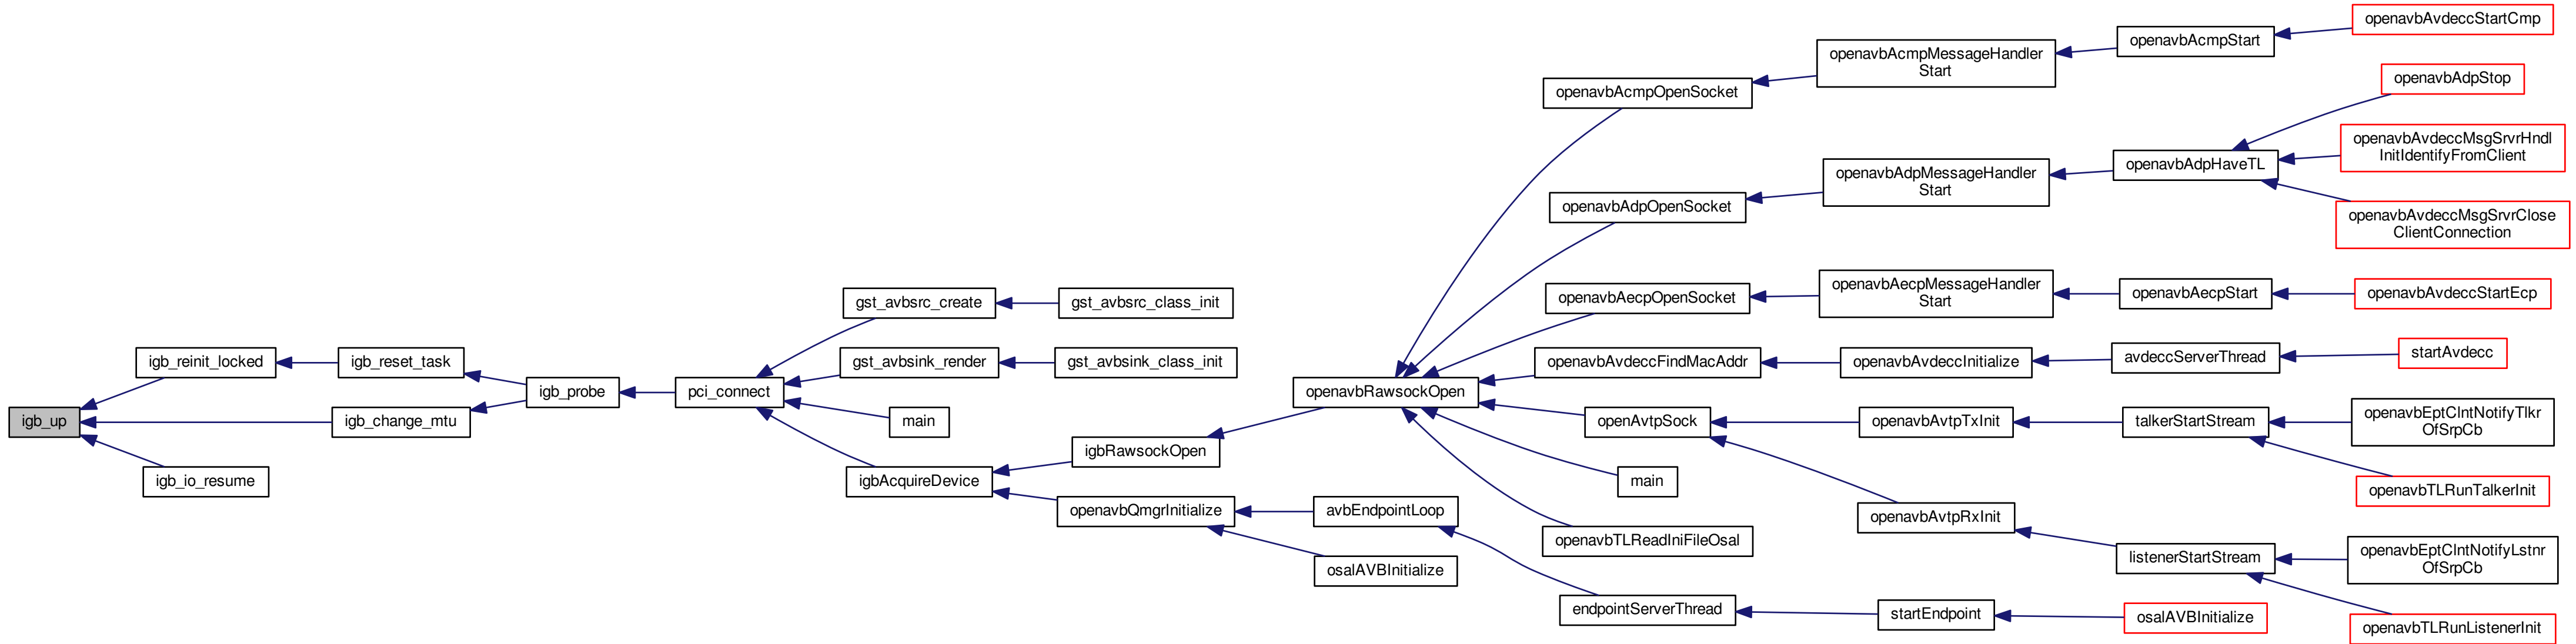 igb_up
igb_reinit_locked
igb_change_mtu
igb_io_resume
igb_reset_task
igb_probe
pci_connect
gst_avbsrc_create
gst_avbsink_render
main
igbAcquireDevice
gst_avbsrc_class_init
gst_avbsink_class_init
igbRawsockOpen
openavbQmgrInitialize
openavbRawsockOpen
avbEndpointLoop
osalAVBInitialize
openavbAcmpOpenSocket
openavbAdpOpenSocket
openavbAecpOpenSocket
openavbAvdeccFindMacAddr
openAvtpSock
main
openavbTLReadIniFileOsal
endpointServerThread
openavbAcmpMessageHandler
Start
openavbAdpMessageHandler
Start
openavbAecpMessageHandler
Start
openavbAvdeccInitialize
openavbAvtpTxInit
openavbAvtpRxInit
startEndpoint
openavbAcmpStart
openavbAdpHaveTL
openavbAecpStart
avdeccServerThread
talkerStartStream
listenerStartStream
osalAVBInitialize
openavbAvdeccStartCmp
openavbAdpStop
openavbAvdeccMsgSrvrHndl
InitIdentifyFromClient
openavbAvdeccMsgSrvrClose
ClientConnection
openavbAvdeccStartEcp
startAvdecc
openavbEptClntNotifyTlkr
OfSrpCb
openavbTLRunTalkerInit
openavbEptClntNotifyLstnr
OfSrpCb
openavbTLRunListenerInit